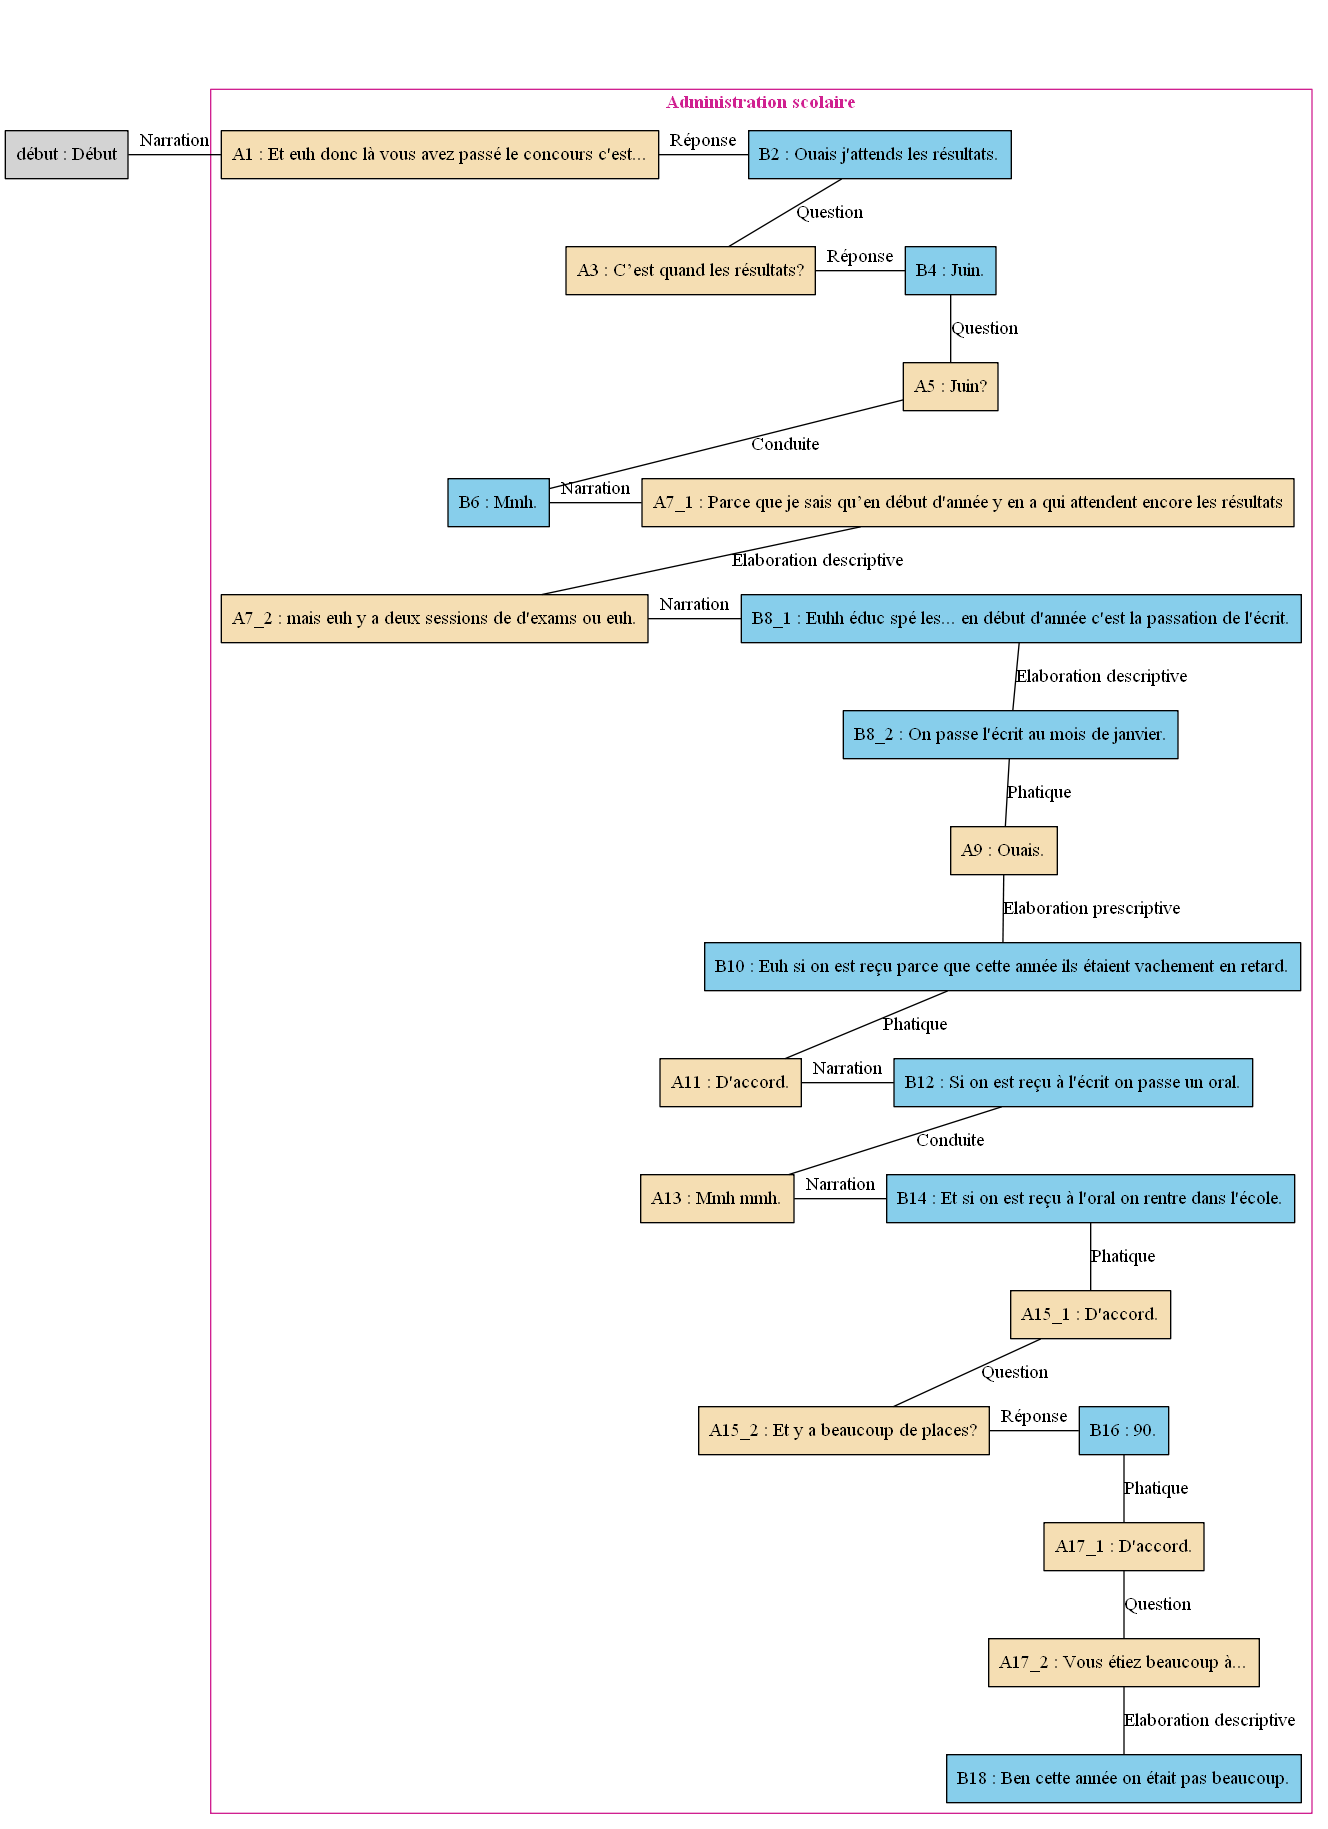 Administration scolaire
début : Début
Narration
A1 : Et euh donc là vous avez passé le concours c'est...
Réponse
B2 : Ouais j'attends les résultats.
Question
A3 : C’est quand les résultats?
Réponse
B4 : Juin.
Question
A5 : Juin?
Conduite
B6 : Mmh.
Narration
A7_1 : Parce que je sais qu’en début d'année y en a qui attendent encore les résultats
Elaboration descriptive
A7_2 : mais euh y a deux sessions de d'exams ou euh.
Narration
B8_1 : Euhh éduc spé les... en début d'année c'est la passation de l'écrit.
Elaboration descriptive
B8_2 : On passe l'écrit au mois de janvier.
Phatique
A9 : Ouais.
Elaboration prescriptive
B10 : Euh si on est reçu parce que cette année ils étaient vachement en retard.
Phatique
A11 : D'accord.
Narration
B12 : Si on est reçu à l'écrit on passe un oral.
Conduite
A13 : Mmh mmh.
Narration
B14 : Et si on est reçu à l'oral on rentre dans l'école.
Phatique
A15_1 : D'accord.
Question
A15_2 : Et y a beaucoup de places?
Réponse
B16 : 90.
Phatique
A17_1 : D'accord.
Question
A17_2 : Vous étiez beaucoup à...
Elaboration descriptive
B18 : Ben cette année on était pas beaucoup.